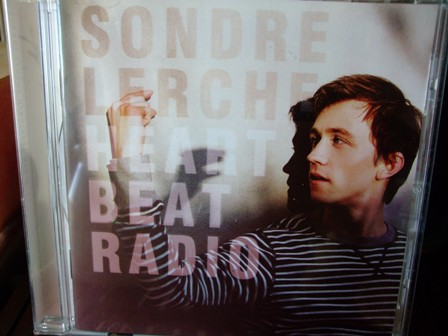 SONDRE
LERCHE
HEART
BEAT
RADIO